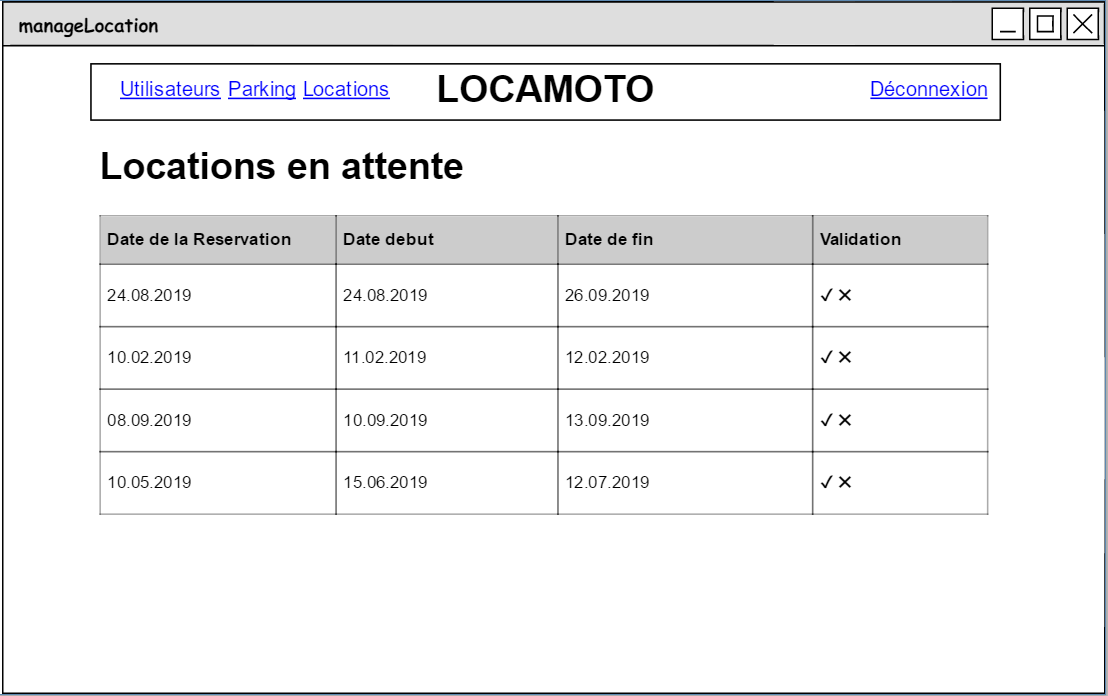 manageLocation
Utilisateurs Parking Locations LOCAMOTO Déconnexion
Locations en attente
Date de la Reservation Date debut Date de fin Validation
24.08.2019 24.08.2019 26.09.2019 ✓ ✕
10.02.2019 11.02.2019 12.02.2019 ✓ ✕
08.09.2019 10.09.2019 13.09.2019 ✓ ✕
10.05.2019 15.06.2019 12.07.2019 ✓ ✕